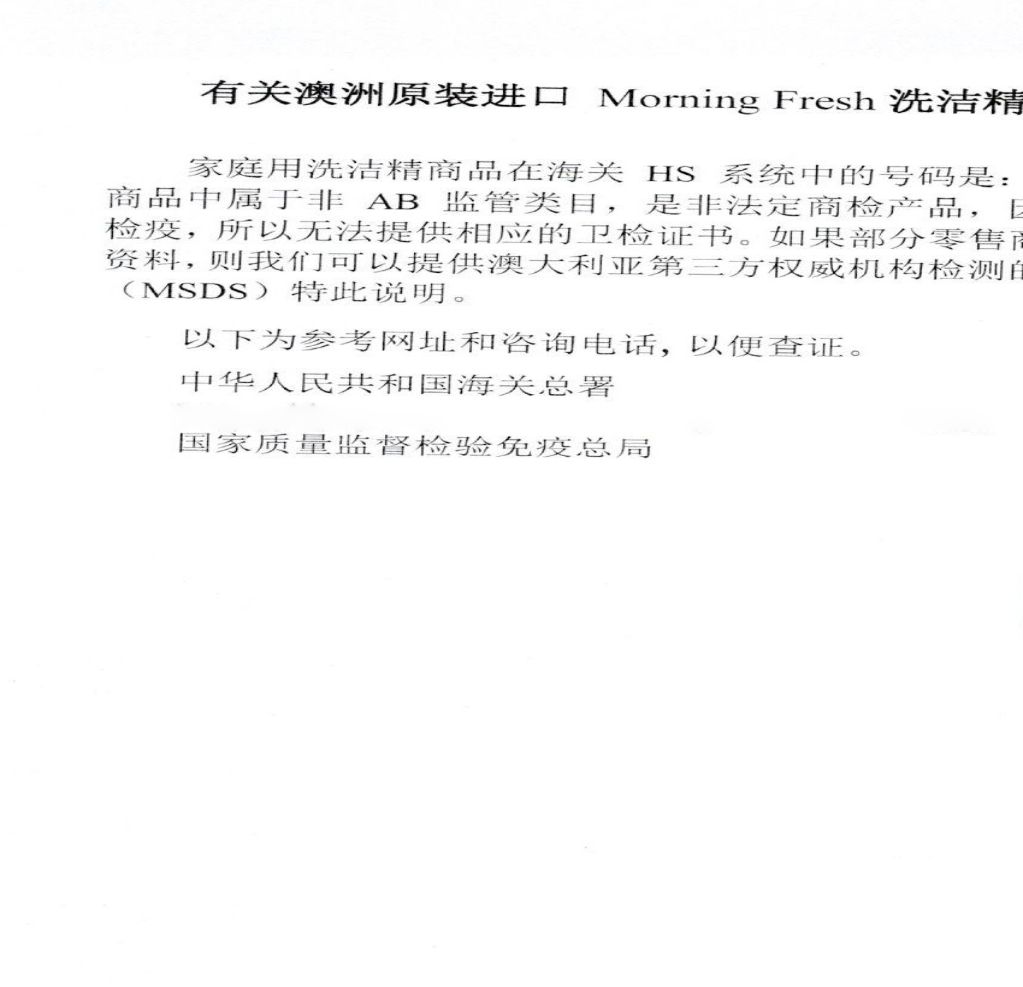 有关澳洲原装进口 Morning Fresh 洗洁精
家庭用洗洁精商品在海关 HS 系统中的号码是：
商品中属于非 AB 监管类目，是非法定商检产品，因
检疫，所以无法提供相应的卫检证书。如果部分零售商
资料，则我们可以提供澳大利亚第三方权威机构检测的
（MSDS）特此说明。
以下为参考网址和咨询电话，以便查证。
中华人民共和国海关总署
国家质量监督检验免疫总局